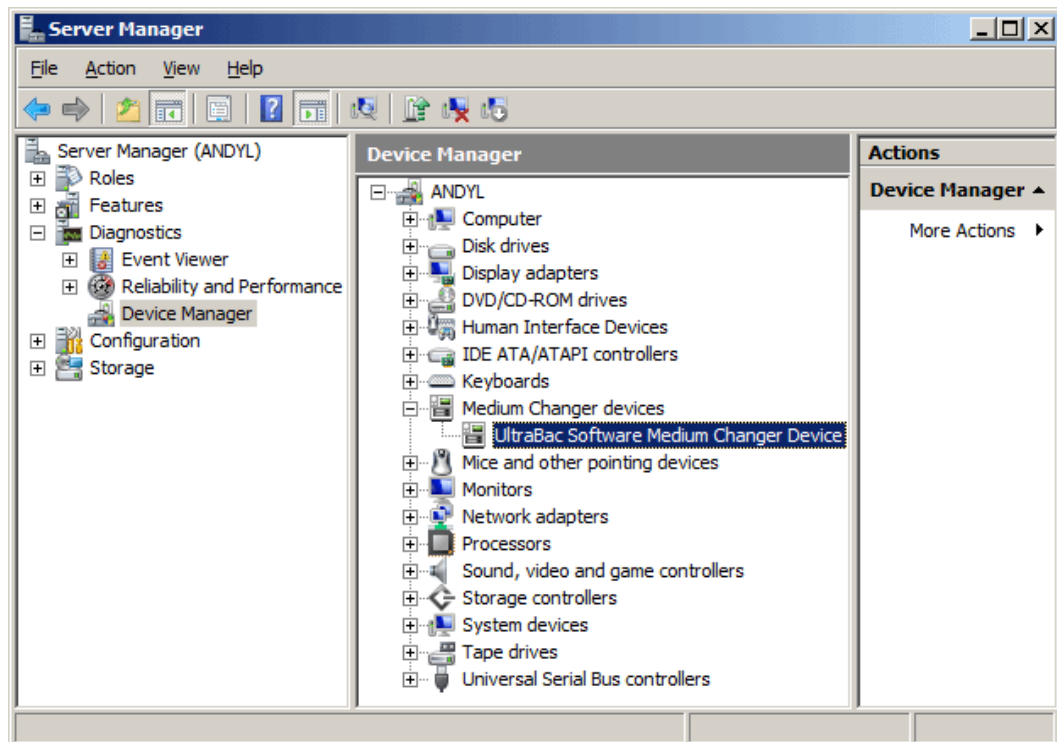 Server Manager
File Action View Help
Server Manager (ANDYL)
Roles
Features
Diagnostics
Event Viewer
Reliability and Performance
Device Manager
Configuration
Storage
Device Manager
ANDYL
Computer
Disk drives
Display adapters
DVD/CD-ROM drives
Human Interface Devices
IDE ATA/ATAPI controllers
Keyboards
Medium Changer devices
UltraBac Software Medium Changer Device
Mice and other pointing devices
Monitors
Network adapters
Processors
Sound, video and game controllers
Storage controllers
System devices
Tape drives
Universal Serial Bus controllers
Actions
Device Manager
More Actions